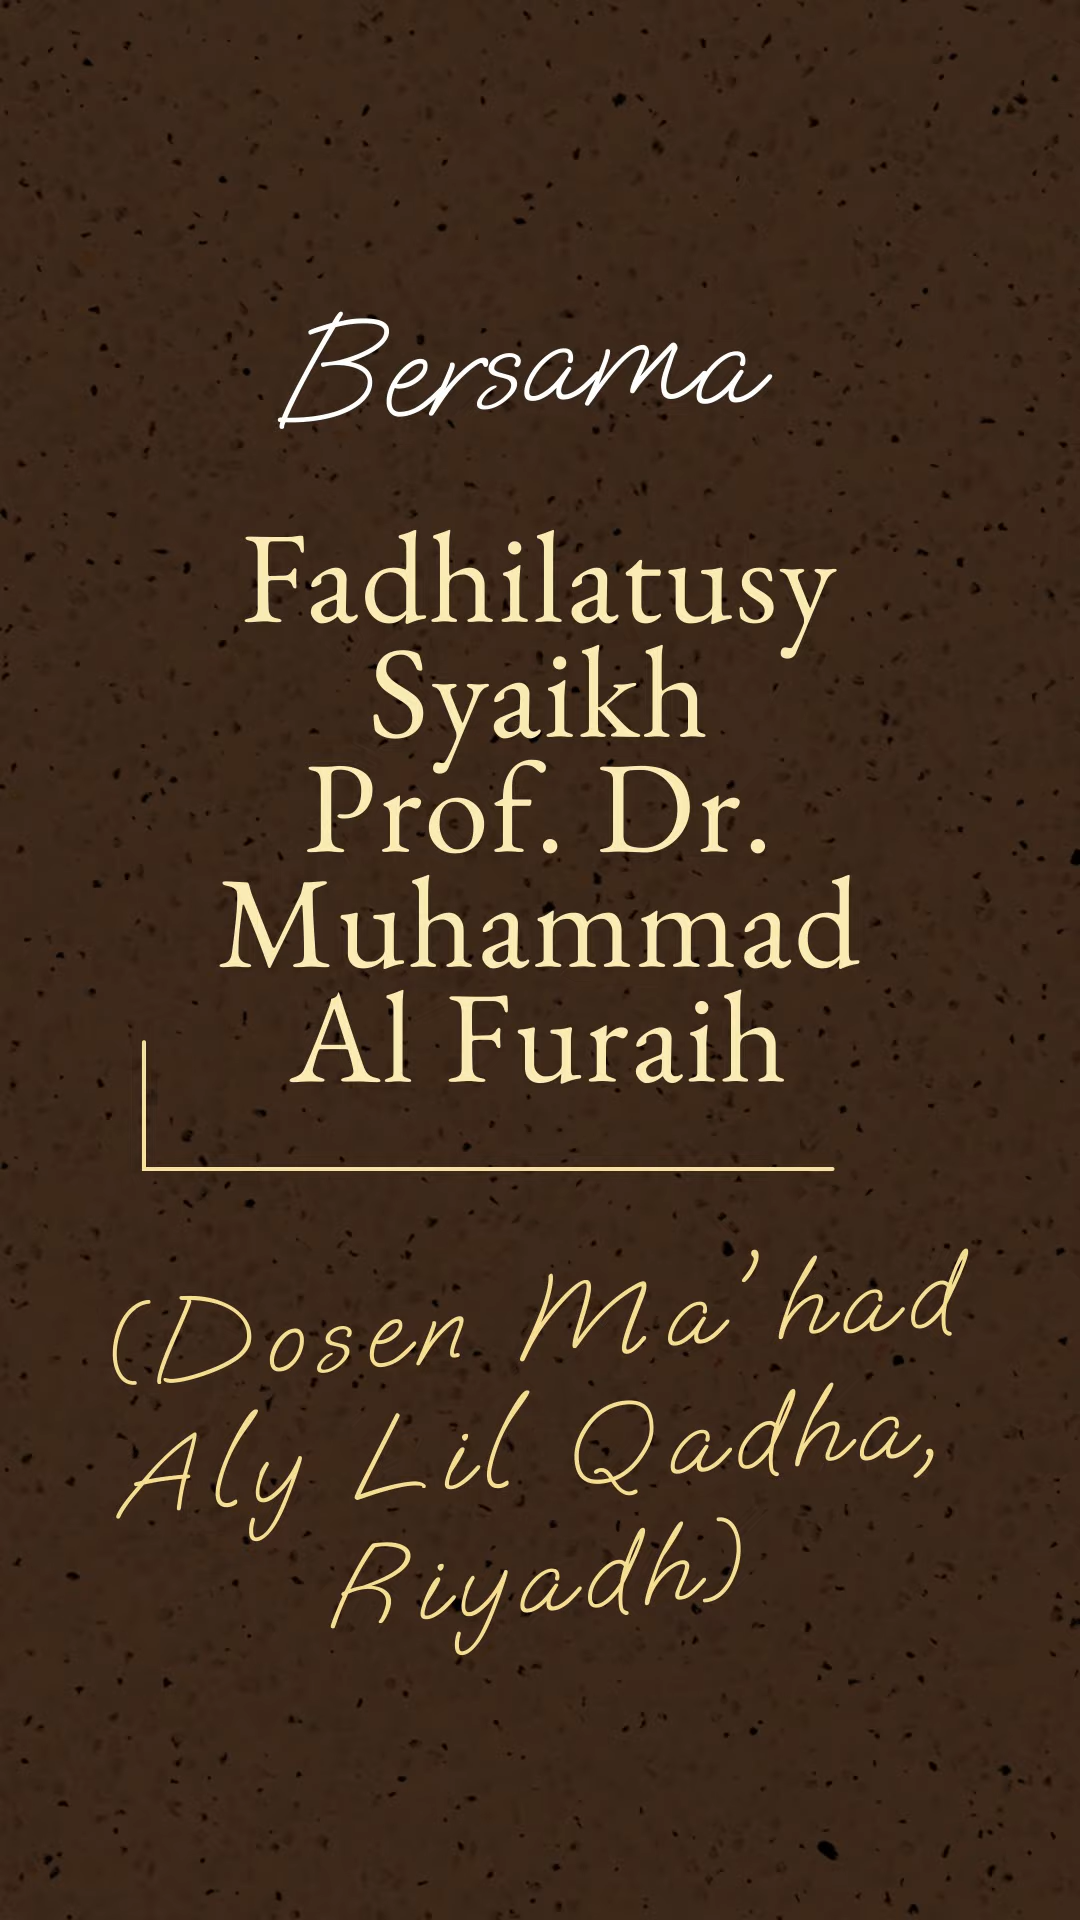 Bersama
Fadhilatusy
Syaikh
Prof. Dr.
Muhammad
Al Furaih
(Dosen Ma’had
Aly Lil Qadha,
Riyadh)